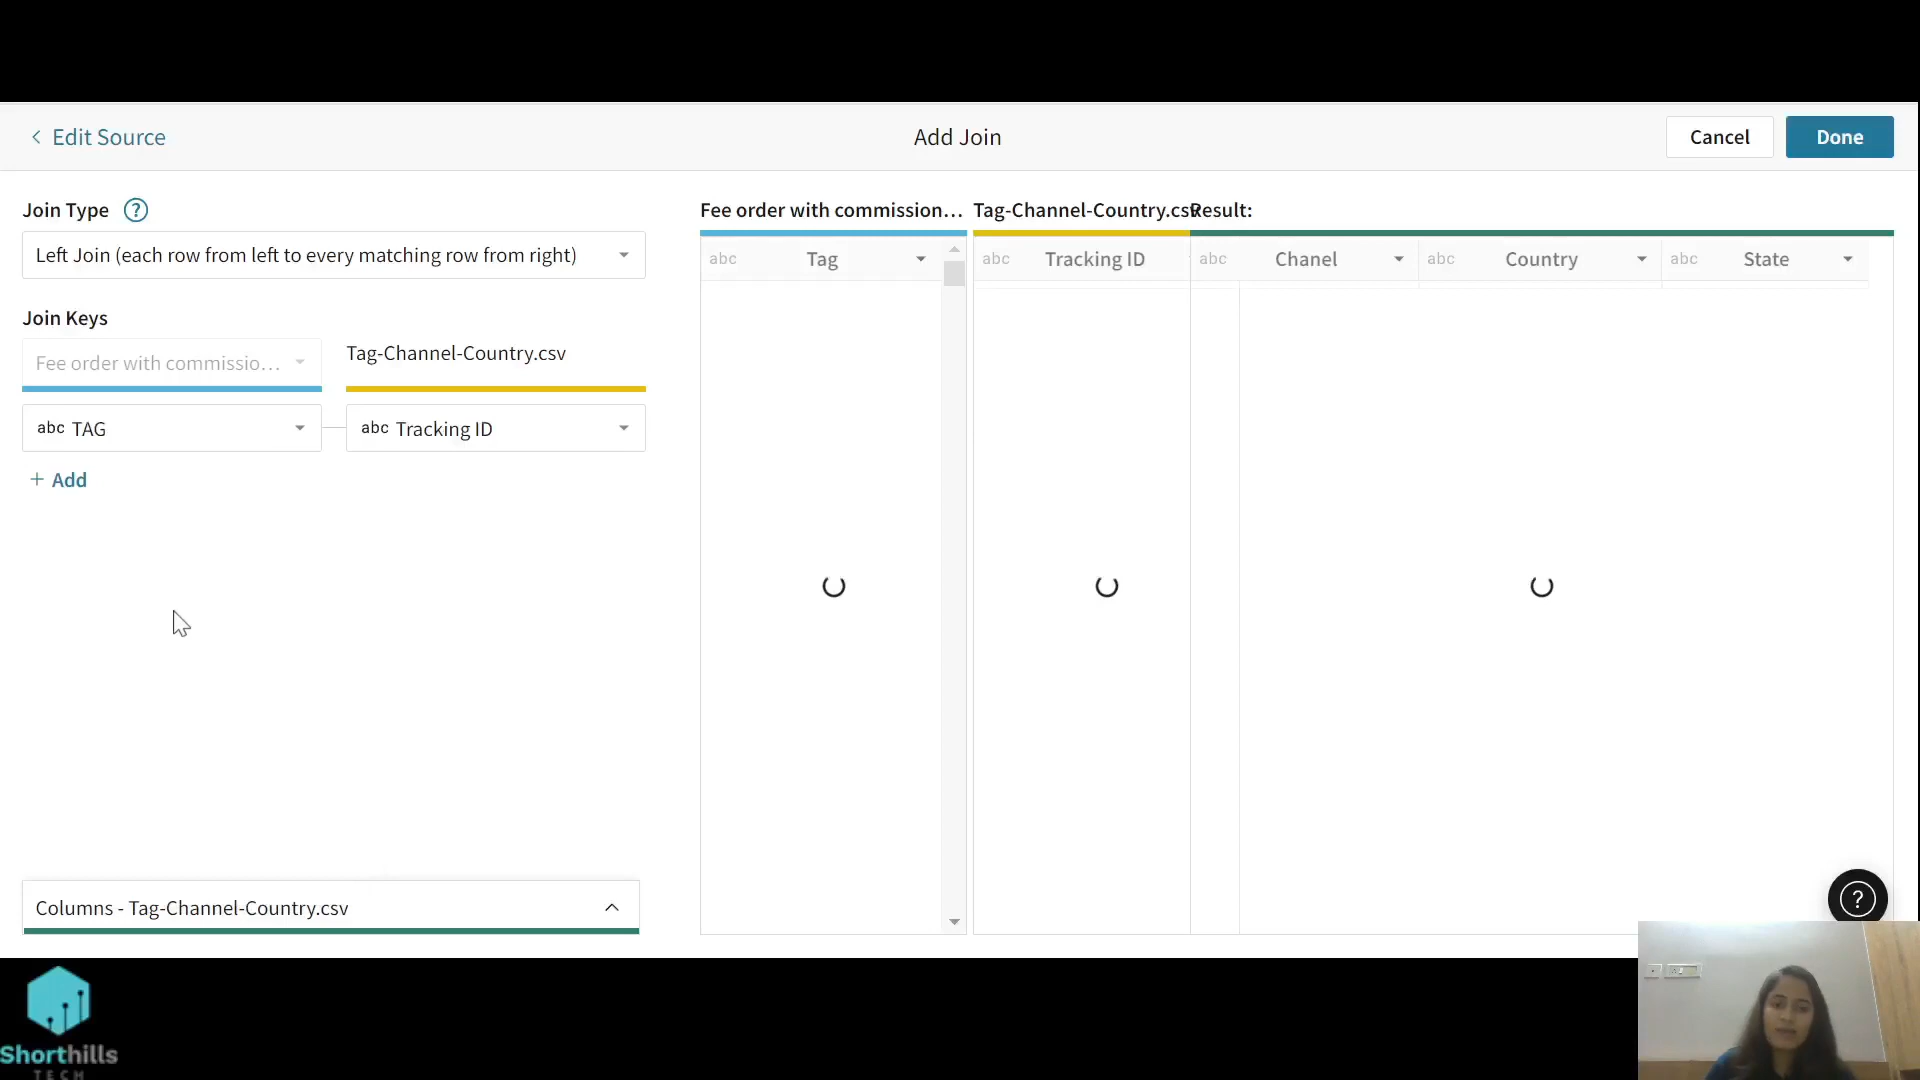 Edit Source
Add Join
Cancel
Done
Join Type ?
Left Join (each row from left to every matching row from right)
Join Keys
Fee order with commissio...
Tag-Channel-Country.csv
abc TAG
abc Tracking ID
+ Add
Columns - Tag-Channel-Country.csv
Fee order with commission...
Tag-Channel-Country.csv
Result:
abc Tag
abc Tracking ID
abc Chanel
abc Country
abc State
?
Shorthills
TECH